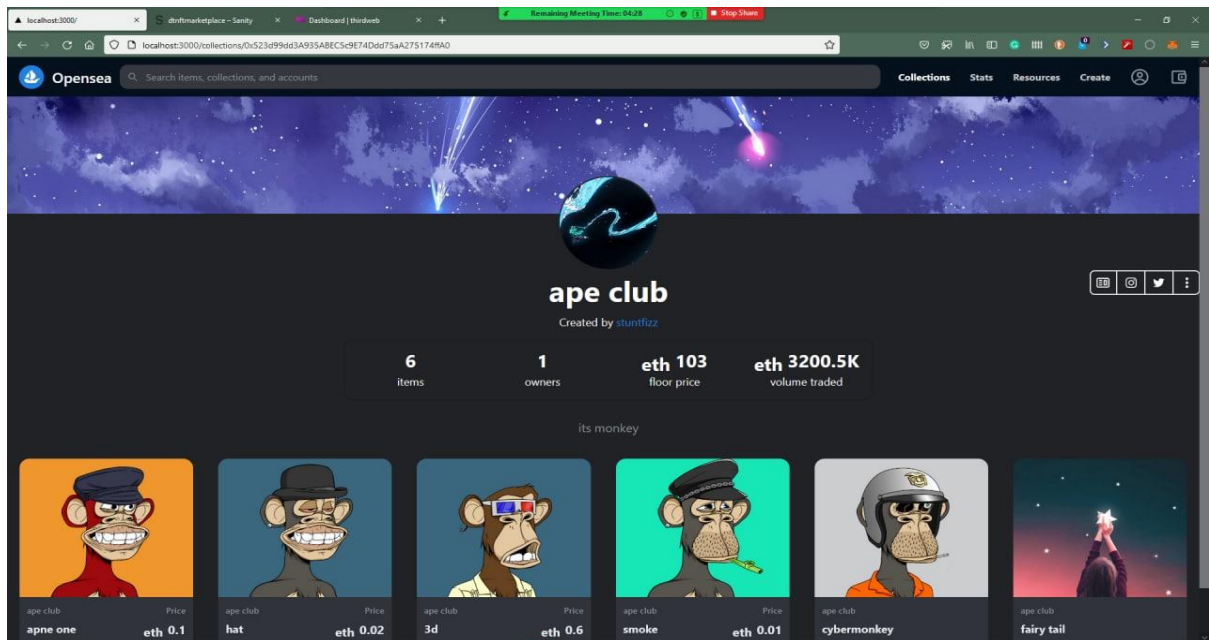 localhost:3000/
dtnftmarketplace – Sanity
Dashboard | thirdweb
Remaining Meeting Time: 04:28
Stop Share
localhost:3000/collections/0x523d99dd3A935ABEC5c9E74Ddd75aA275174ffA0
Opensea
Search items, collections, and accounts
Collections
Stats
Resources
Create
ape club
Created by stuntfizz
6
items
1
owners
eth 103
floor price
eth 3200.5K
volume traded
its monkey
ape club
Price
apne one
eth 0.1
ape club
Price
hat
eth 0.02
ape club
Price
3d
eth 0.6
ape club
Price
smoke
eth 0.01
ape club
cybermonkey
ape club
fairy tail